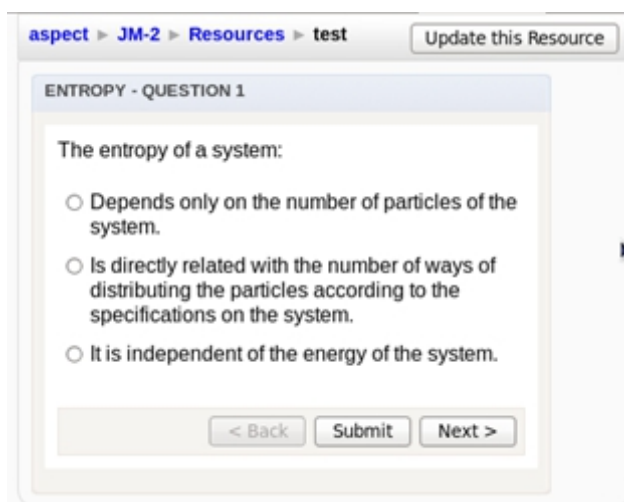 aspect ► JM-2 ► Resources ► test
Update this Resource
ENTROPY - QUESTION 1
The entropy of a system:
Depends only on the number of particles of the
system.
Is directly related with the number of ways of
distributing the particles according to the
specifications on the system.
It is independent of the energy of the system.
< Back
Submit
Next >